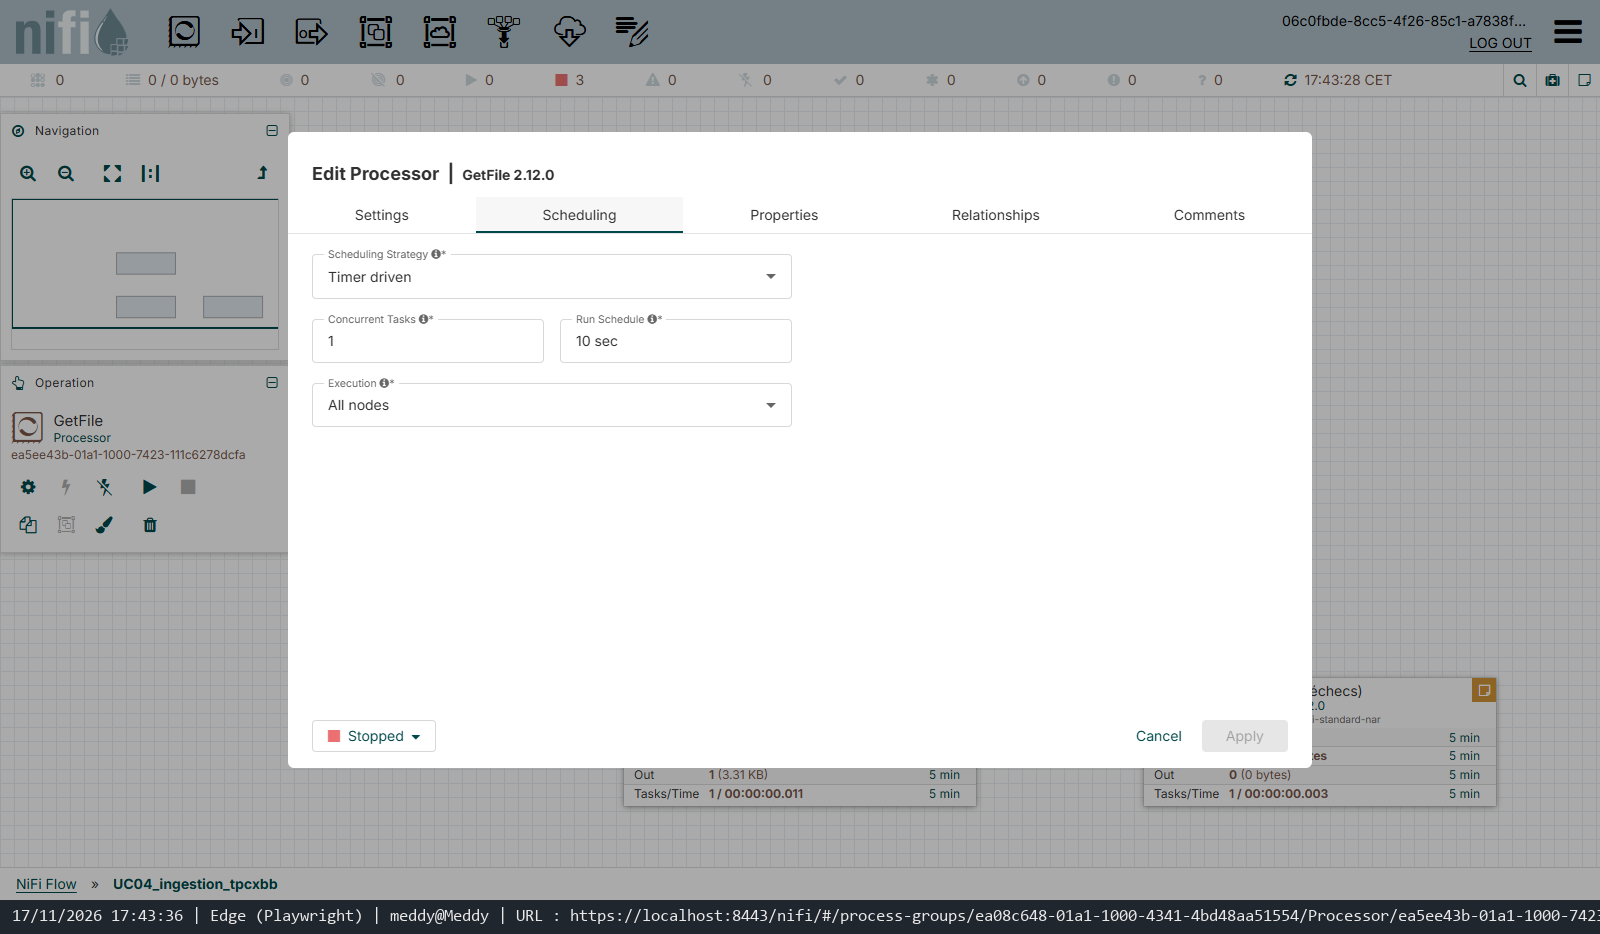 nifi
06c0fbde-8cc5-4f26-85c1-a7838f...
LOG OUT
0 0 / 0 bytes 0 0 0 3 0 0 0 0 0 0 0 17:43:28 CET
Navigation
Operation
GetFile
Processor
ea5ee43b-01a1-1000-7423-111c6278dcfa
Edit Processor | GetFile 2.12.0
Settings Scheduling Properties Relationships Comments
Scheduling Strategy *
Timer driven
Concurrent Tasks * Run Schedule *
1 10 sec
Execution *
All nodes
Stopped Cancel Apply
échecs)
2.0
i-standard-nar
5 min
es 5 min
Out 1 (3.31 KB) 5 min Out 0 (0 bytes) 5 min
Tasks/Time 1 / 00:00:00.011 5 min Tasks/Time 1 / 00:00:00.003 5 min
NiFi Flow » UC04_ingestion_tpcxbb
17/11/2026 17:43:36 | Edge (Playwright) | meddy@Meddy | URL : https://localhost:8443/nifi/#/process-groups/ea08c648-01a1-1000-4341-4bd48aa51554/Processor/ea5ee43b-01a1-1000-7423